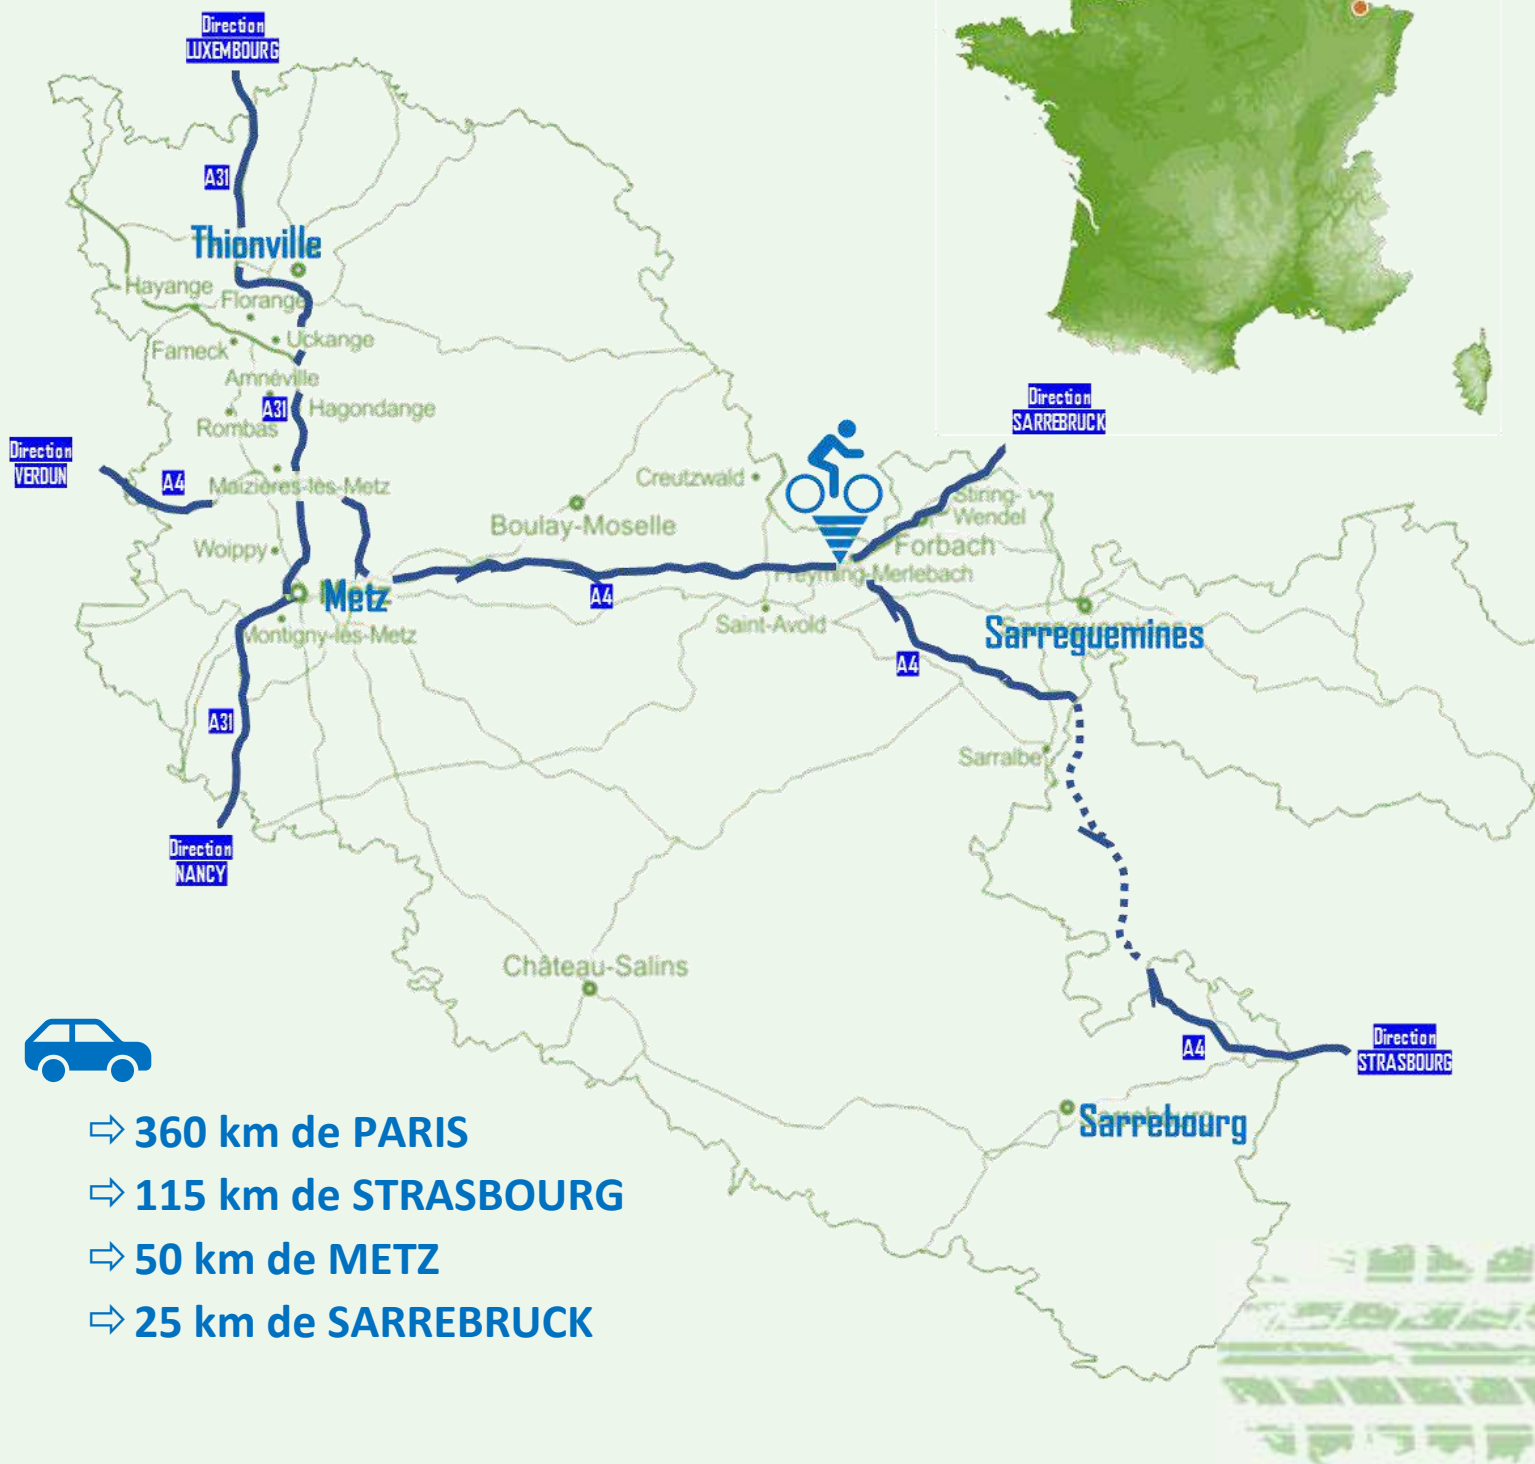 Direction
LUXEMBOURG
A31
Thionville
Hayange
Florange
Uckange
Fameck
Amnéville
A31
Hagondange
Rombas
Direction
VERDUN
A4
Maizières-lès-Metz
Woippy
Metz
Montigny-lès-Metz
A31
Direction
NANCY
Boulay-Moselle
Creutzwald
A4
Saint-Avold
Freyming-Merlebach
Forbach
Stiring-
Wendel
Direction
SARREBRUCK
Sarreguemines
A4
Sarralbe
Château-Salins
A4
Direction
STRASBOURG
Sarrebourg
⇨ 360 km de PARIS
⇨ 115 km de STRASBOURG
⇨ 50 km de METZ
⇨ 25 km de SARREBRUCK